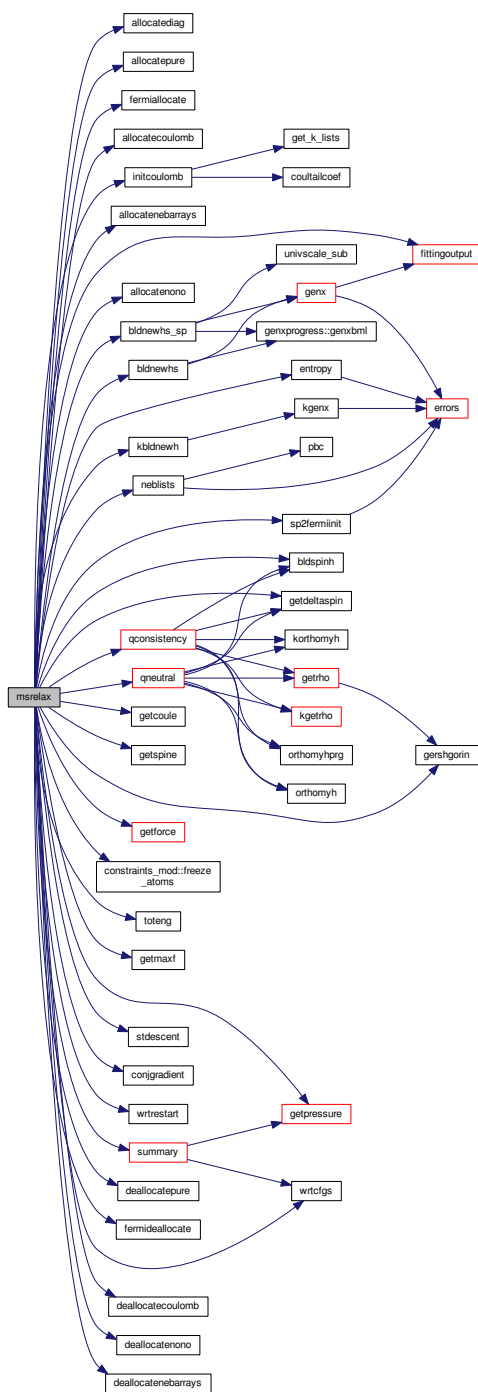 allocatediag
allocatepure
fermiallocate
allocatecoulomb
get_k_lists
initcoulomb
coultailcoef
allocatenebarrays
univscale_sub
fittingoutput
allocatenono
genx
bldnewhs_sp
genxprogress::genxbml
bldnewhs
entropy
kgenx
errors
kbldnewh
pbc
neblists
sp2fermiinit
bldspinh
getdeltaspin
qconsistency
korthomyh
qneutral
getrho
msrelax
getcoule
kgetrho
getspine
orthomyhprg
gershgorin
orthomyh
getforce
constraints_mod::freeze
_atoms
toteng
getmaxf
stdescent
conjgradient
wrtrestart
getpressure
summary
deallocatepure
wrtcfgs
fermideallocate
deallocatecoulomb
deallocatenono
deallocatenebarrays